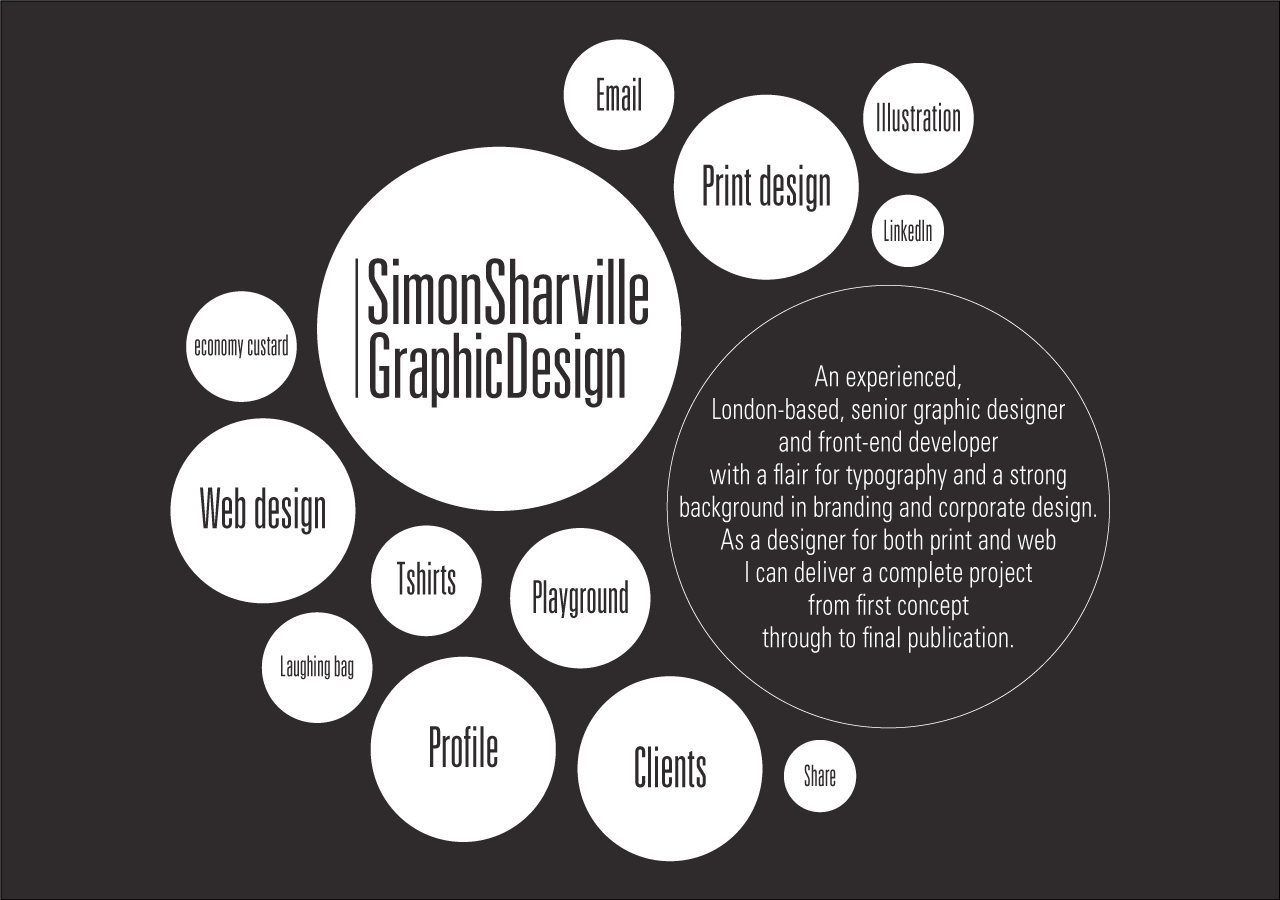 Email
Illustration
Print design
LinkedIn
SimonSharville
GraphicDesign
economy custard
An experienced,
London-based, senior graphic designer
and front-end developer
with a flair for typography and a strong
background in branding and corporate design.
As a designer for both print and web
I can deliver a complete project
from first concept
through to final publication.
Web design
Tshirts
Playground
Laughing bag
Profile
Clients
Share